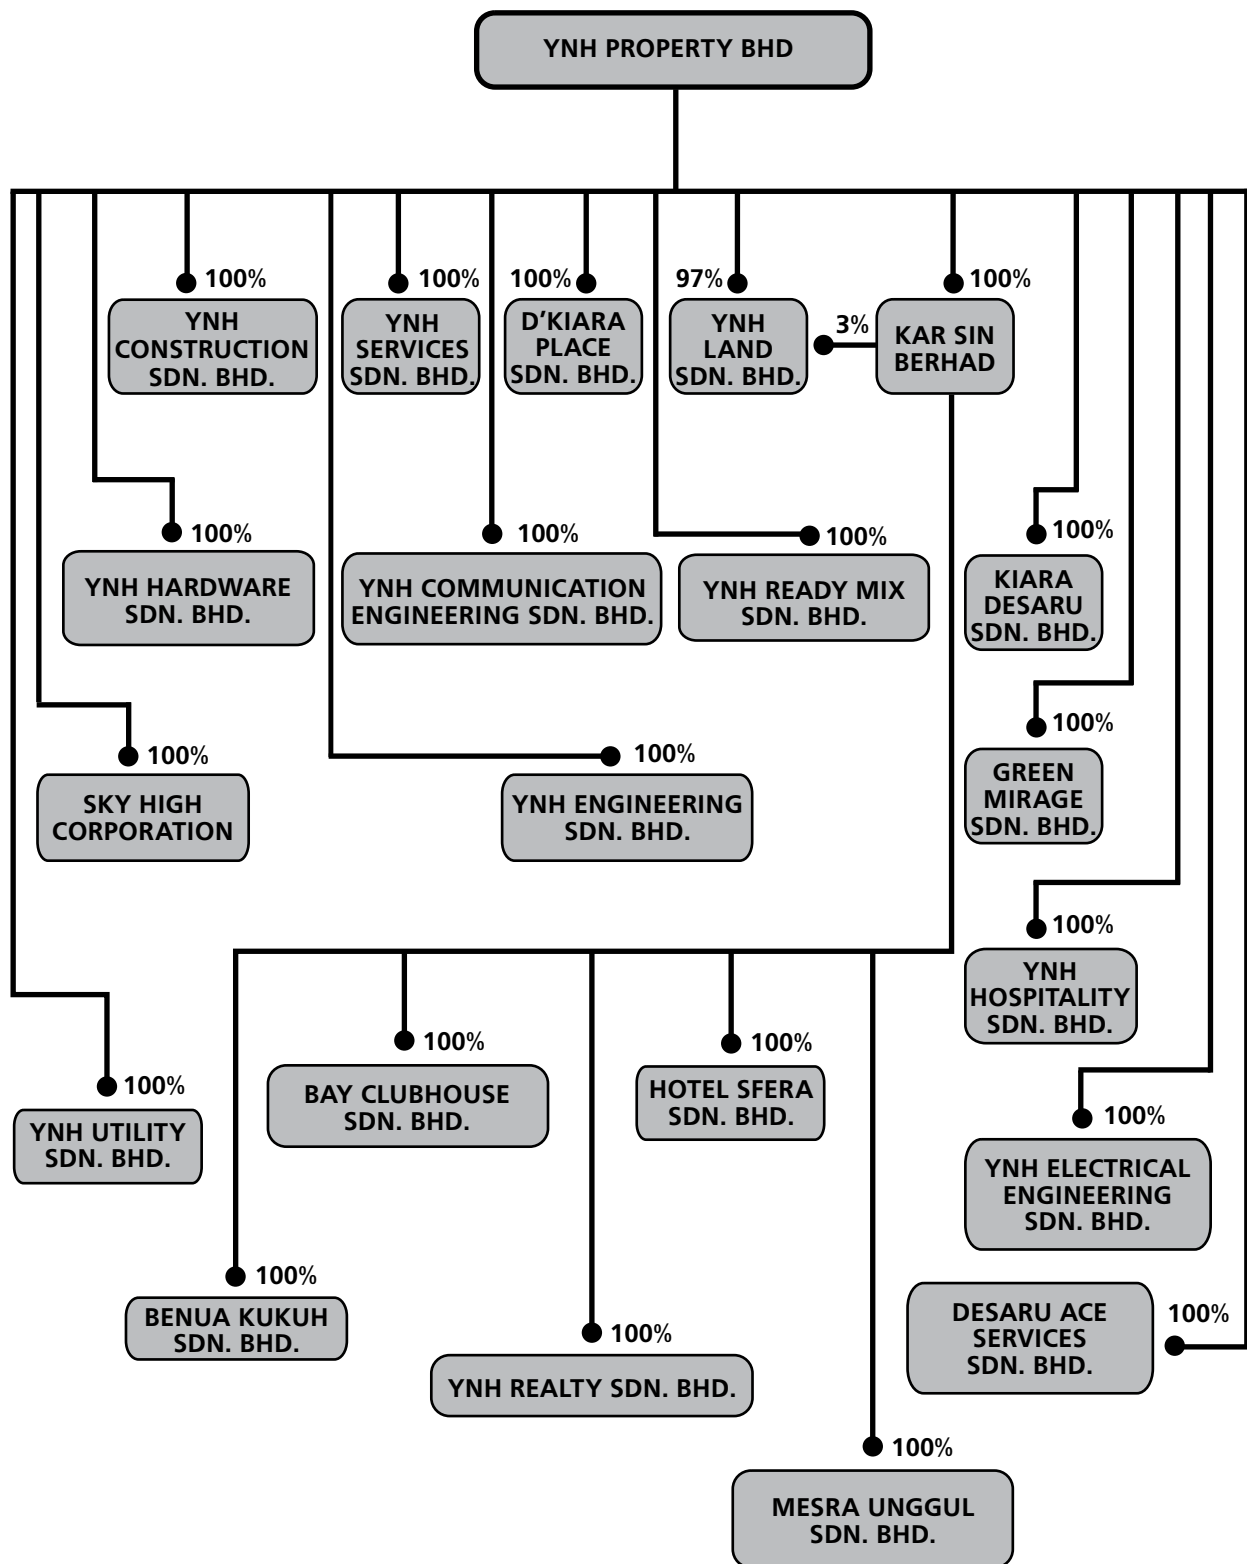 YNH PROPERTY BHD
100%
YNH
CONSTRUCTION
SDN. BHD.
100%
YNH
SERVICES
SDN. BHD.
100%
D'KIARA
PLACE
SDN. BHD.
97%
YNH
LAND
SDN. BHD.
3%
100%
KAR SIN
BERHAD
100%
YNH HARDWARE
SDN. BHD.
100%
YNH COMMUNICATION
ENGINEERING SDN. BHD.
100%
YNH READY MIX
SDN. BHD.
100%
KIARA
DESARU
SDN. BHD.
100%
SKY HIGH
CORPORATION
100%
YNH ENGINEERING
SDN. BHD.
100%
GREEN
MIRAGE
SDN. BHD.
100%
YNH
HOSPITALITY
SDN. BHD.
100%
YNH UTILITY
SDN. BHD.
100%
BAY CLUBHOUSE
SDN. BHD.
100%
HOTEL SFERA
SDN. BHD.
100%
YNH ELECTRICAL
ENGINEERING
SDN. BHD.
100%
BENUA KUKUH
SDN. BHD.
100%
YNH REALTY SDN. BHD.
100%
DESARU ACE
SERVICES
SDN. BHD.
100%
MESRA UNGGUL
SDN. BHD.